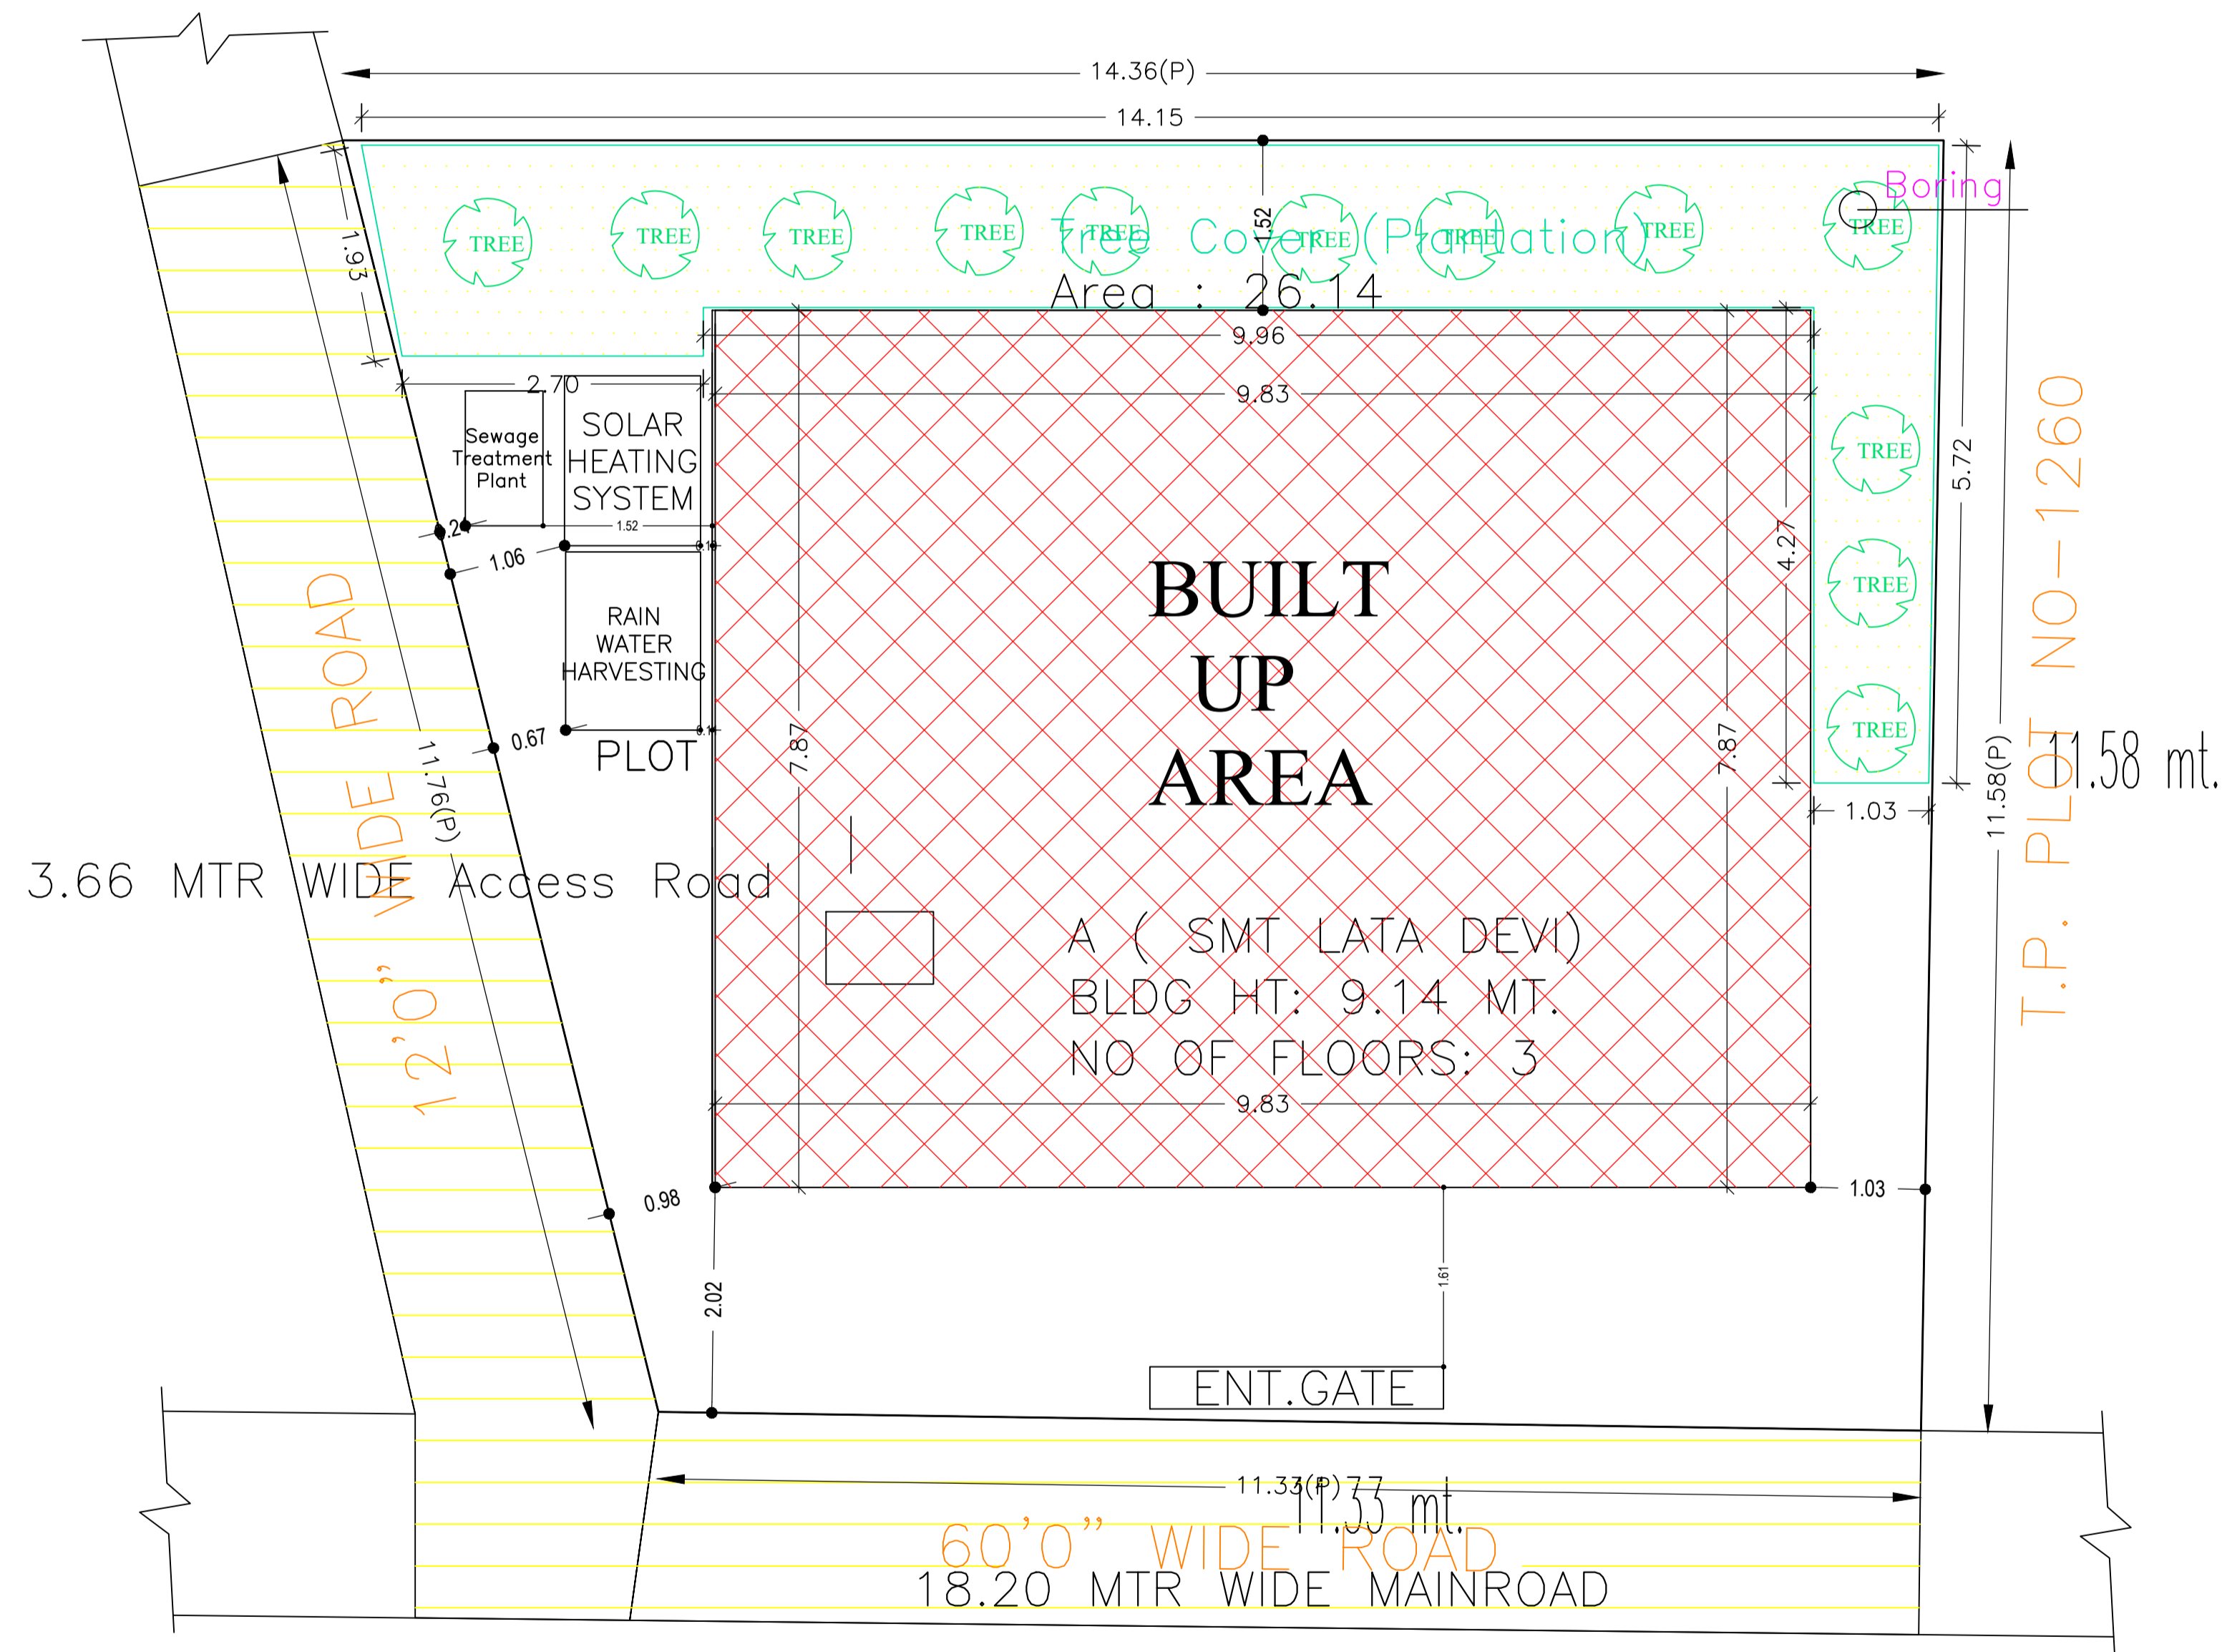 14.36(P)
14.15
Boring
TREE
TREE
TREE
TREE
TREE
TREE
TREE
TREE
TREE
Tree Cover (Plantation)
1.52
Area : 26.14
1.93
9.96
2.70
9.83
SOLAR
HEATING
SYSTEM
Sewage
Treatment
Plant
TREE
5.72
1.52
4.27
1.06
TREE
BUILT
UP
AREA
RAIN
WATER
HARVESTING
TREE
0.67
PLOT
7.87
7.87
11.76(P)
11.58(P)
11.58 mt.
T.P. PLOT NO-1260
1.03
12'0" WIDE ROAD
3.66 MTR WIDE Access Road
A ( SMT LATA DEVI)
BLDG HT: 9.14 MT.
NO OF FLOORS: 3
9.83
0.98
1.03
2.02
1.61
ENT.GATE
11.33(P)
11.33 mt.
60'0" WIDE ROAD
18.20 MTR WIDE MAINROAD